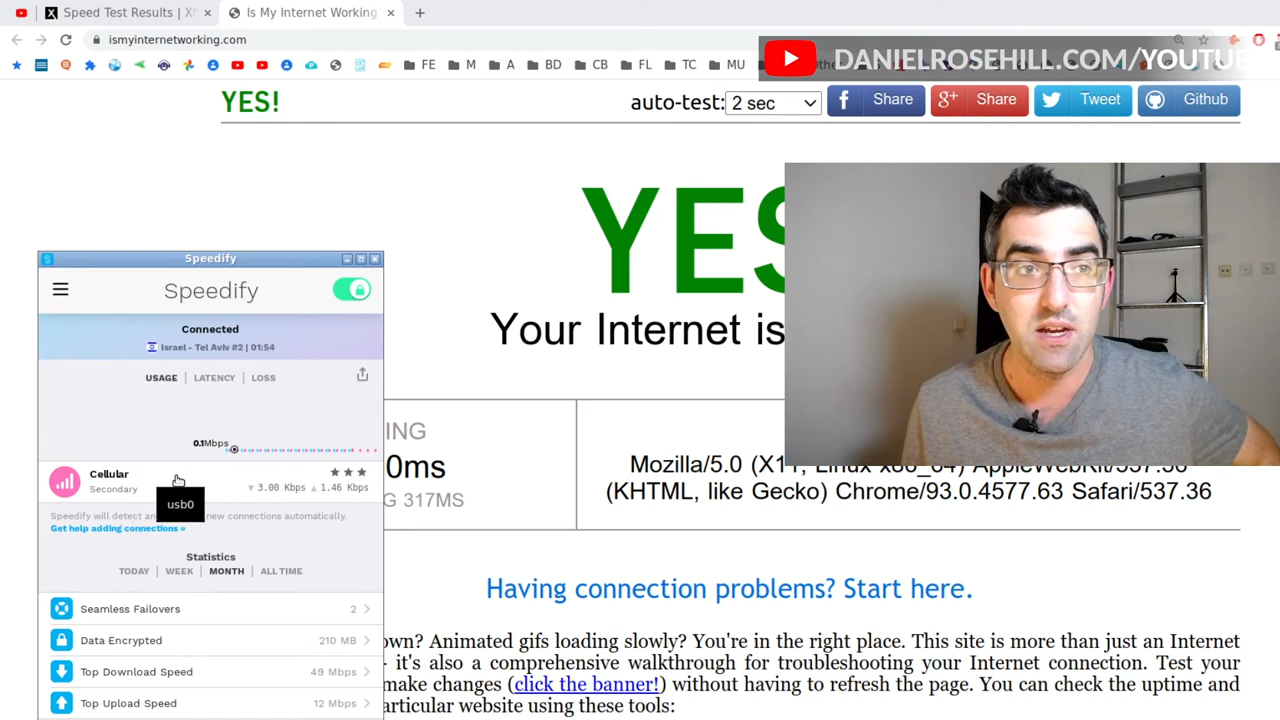 Speed Test Results | Xf
Is My Internet Working
ismyinternetworking.com
FE
M
A
BD
CB
FL
TC
MU
DANIELROSEHILL.COM/YOUTUBE
YES!
auto-test: 2 sec
Share
Share
Tweet
Github
YES
Your Internet is
Speedify
Speedify
Connected
Israel - Tel Aviv #2 | 01:54
USAGE | LATENCY | LOSS
0.1Mbps
Cellular
Secondary
3.00 Kbps 1.46 Kbps
usb0
Speedify will detect new connections automatically.
Get help adding connections »
Statistics
TODAY | WEEK | MONTH | ALL TIME
Seamless Failovers 2
Data Encrypted 210 MB
Top Download Speed 49 Mbps
Top Upload Speed 12 Mbps
ING
0ms
G 317MS
Mozilla/5.0 (X11; Linux x86_64) AppleWebKit/537.36
(KHTML, like Gecko) Chrome/93.0.4577.63 Safari/537.36
Having connection problems? Start here.
own? Animated gifs loading slowly? You're in the right place. This site is more than just an Internet
- it's also a comprehensive walkthrough for troubleshooting your Internet connection. Test your
make changes (click the banner!) without having to refresh the page. You can check the uptime and
articular website using these tools: